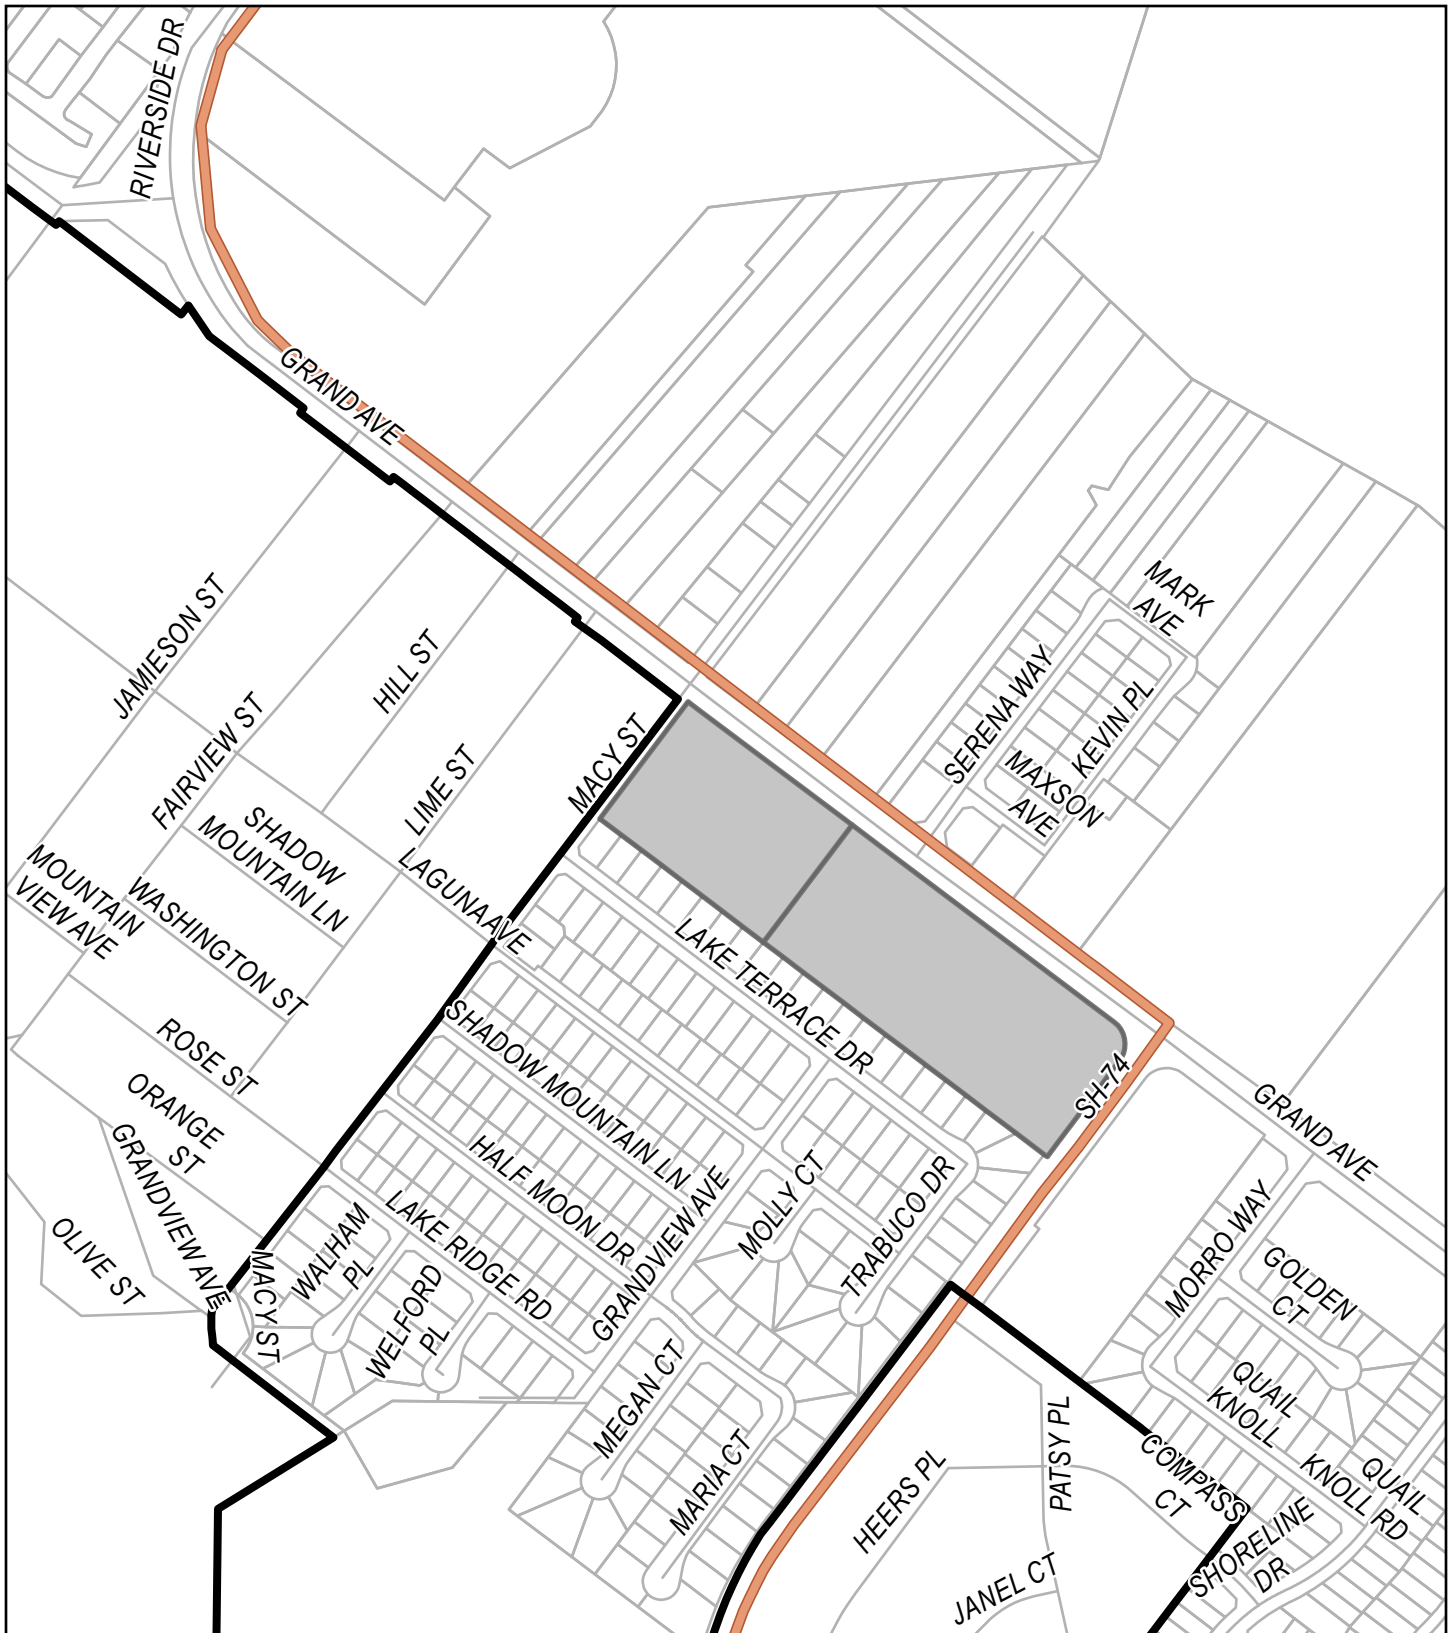 RIVERSIDE DR
GRAND AVE
MARK
AVE
JAMIESON ST
HILL ST
SERENA WAY
KEVIN PL
FAIRVIEW ST
MACY ST
LIME ST
MAXSON
AVE
SHADOW
MOUNTAIN LN
MOUNTAIN
VIEW AVE
WASHINGTON ST
LAGUNA AVE
LAKE TERRACE DR
ROSE ST
SHADOW MOUNTAIN LN
SH-74
ORANGE
ST
GRAND AVE
GRANDVIEW AVE
HALF MOON DR
GRANDVIEW AVE
MOLLY CT
TRABUCO DR
OLIVE ST
MACY ST
WALHAM
PL
LAKE RIDGE RD
MORRO WAY
GOLDEN
CT
WELFORD
PL
MEGAN CT
QUAIL
KNOLL
MARIA CT
HEERS PL
PATSY PL
COMPASS
CT
QUAIL
KNOLL RD
SHORELINE
DR
JANEL CT